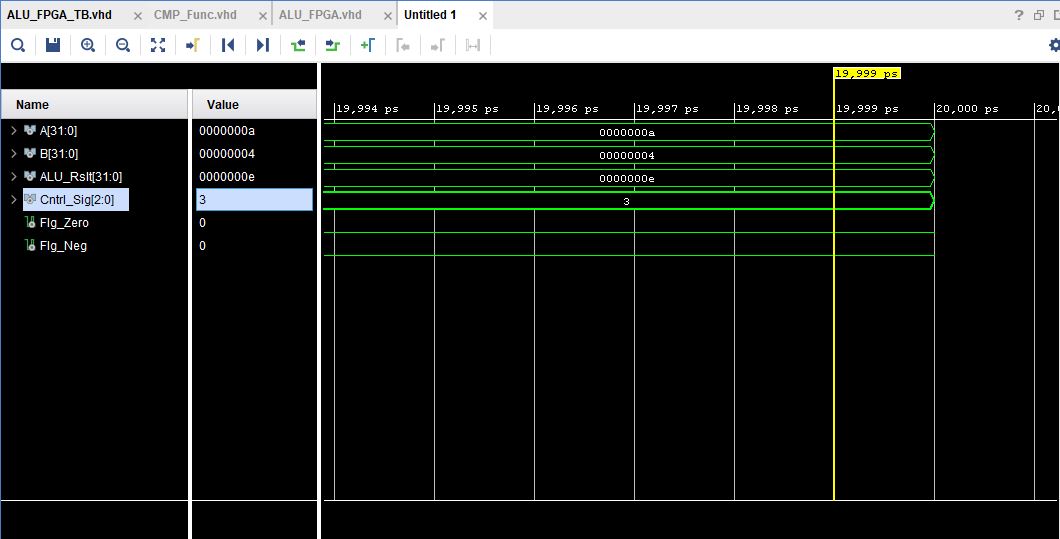 ALU_FPGA_TB.vhd × CMP_Func.vhd × ALU_FPGA.vhd × Untitled 1 ×
?
19,999 ps
Name Value
19,994 ps 19,995 ps 19,996 ps 19,997 ps 19,998 ps 19,999 ps 20,000 ps 20,0
A[31:0] 0000000a 0000000a
B[31:0] 00000004 00000004
ALU_Rslt[31:0] 0000000e 0000000e
Cntrl_Sig[2:0] 3 3
Flg_Zero 0
Flg_Neg 0